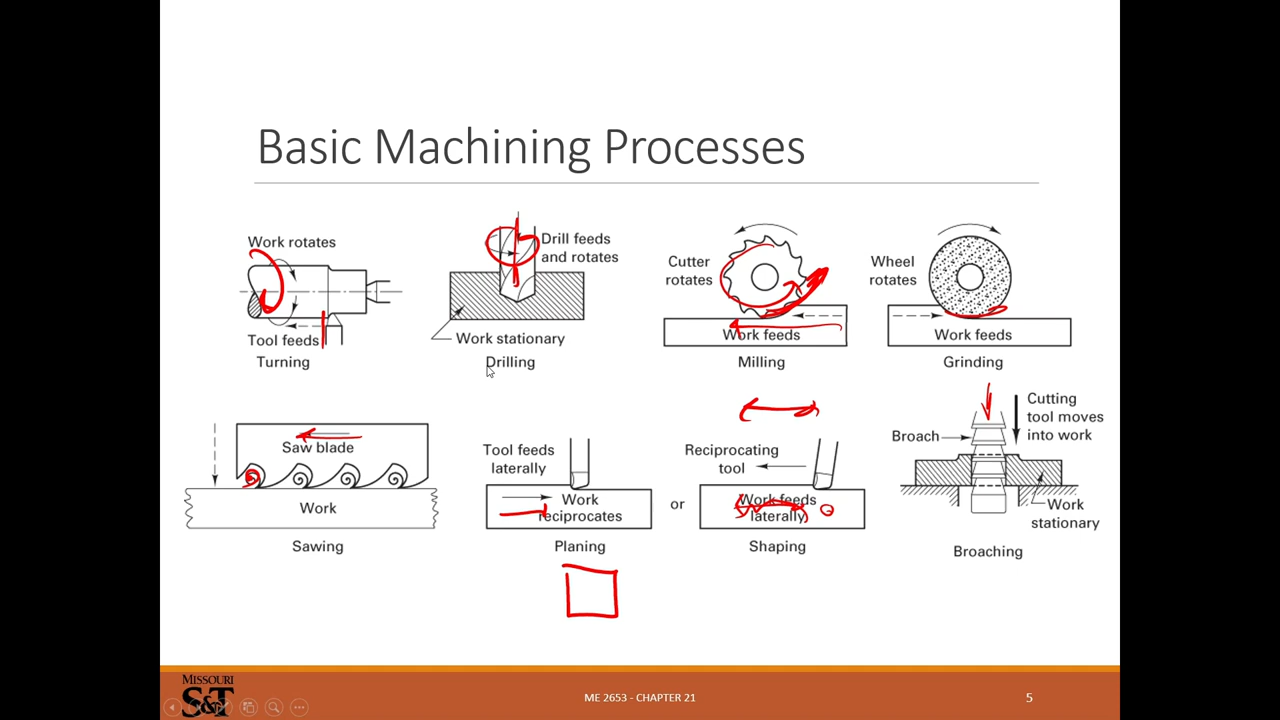 Basic Machining Processes
Work rotates
Tool feeds
Turning
Drill feeds
and rotates
Work stationary
Drilling
Cutter
rotates
Work feeds
Milling
Wheel
rotates
Work feeds
Grinding
Saw blade
Work
Sawing
Tool feeds
laterally
Work
reciprocates
Planing
or
Reciprocating
tool
Work feeds
laterally
Shaping
Broach
Cutting
tool moves
into work
Work
stationary
Broaching
MISSOURI
S&T
ME 2653 - CHAPTER 21
5